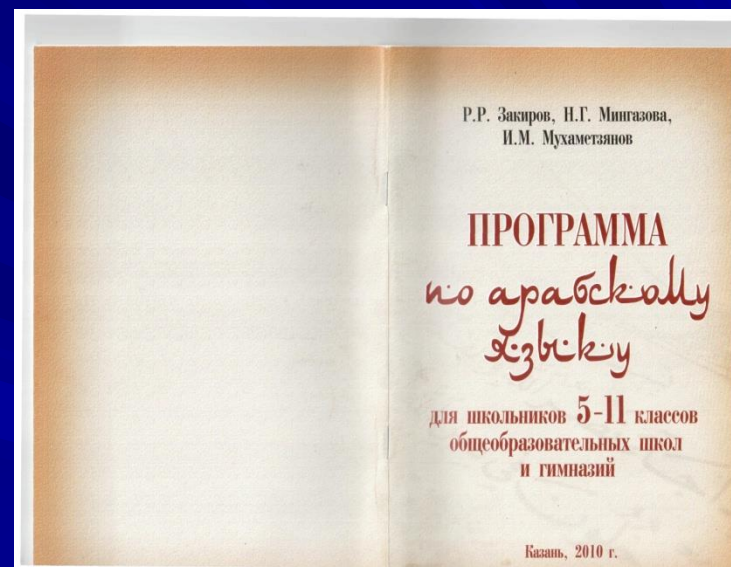 Р.Р. Закиров, Н.Г. Мингазова,
И.М. Мухаметзянов
ПРОГРАММА
по арабскому
языку
для школьников 5-11 классов
общеобразовательных школ
и гимназий
Казань, 2010 г.